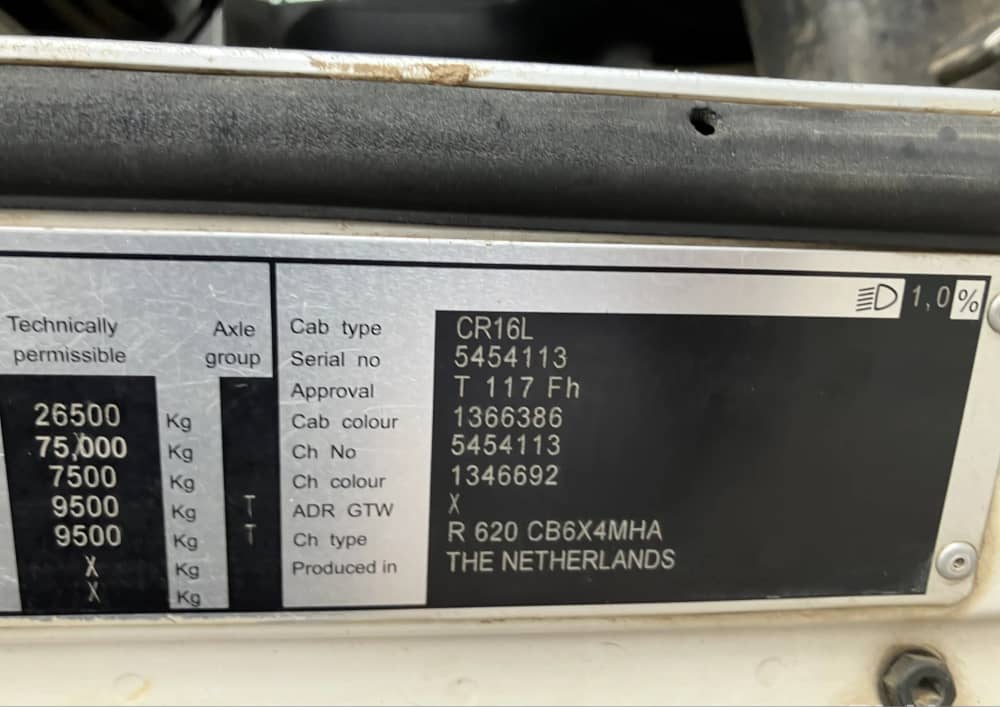 1,0 %
Technically permissible
Axle group
26500 Kg
75,000 Kg
7500 Kg
9500 Kg T
9500 Kg T
X Kg
X Kg
Cab type CR16L
Serial no 5454113
Approval T 117 Fh
Cab colour 1366386
Ch No 5454113
Ch colour 1346692
ADR GTW X
Ch type R 620 CB6X4MHA
Produced in THE NETHERLANDS